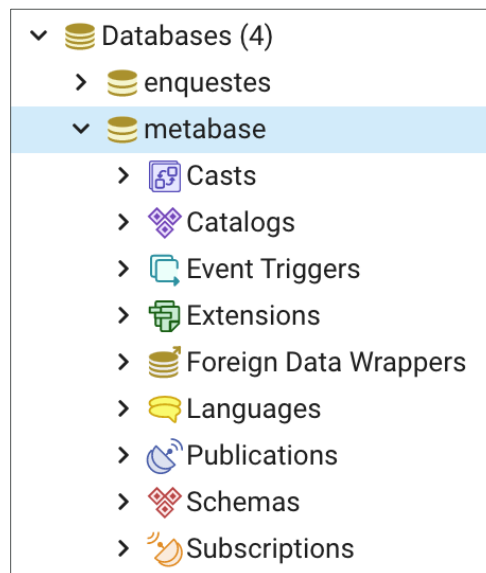 Databases (4)
enquestes
metabase
Casts
Catalogs
Event Triggers
Extensions
Foreign Data Wrappers
Languages
Publications
Schemas
Subscriptions